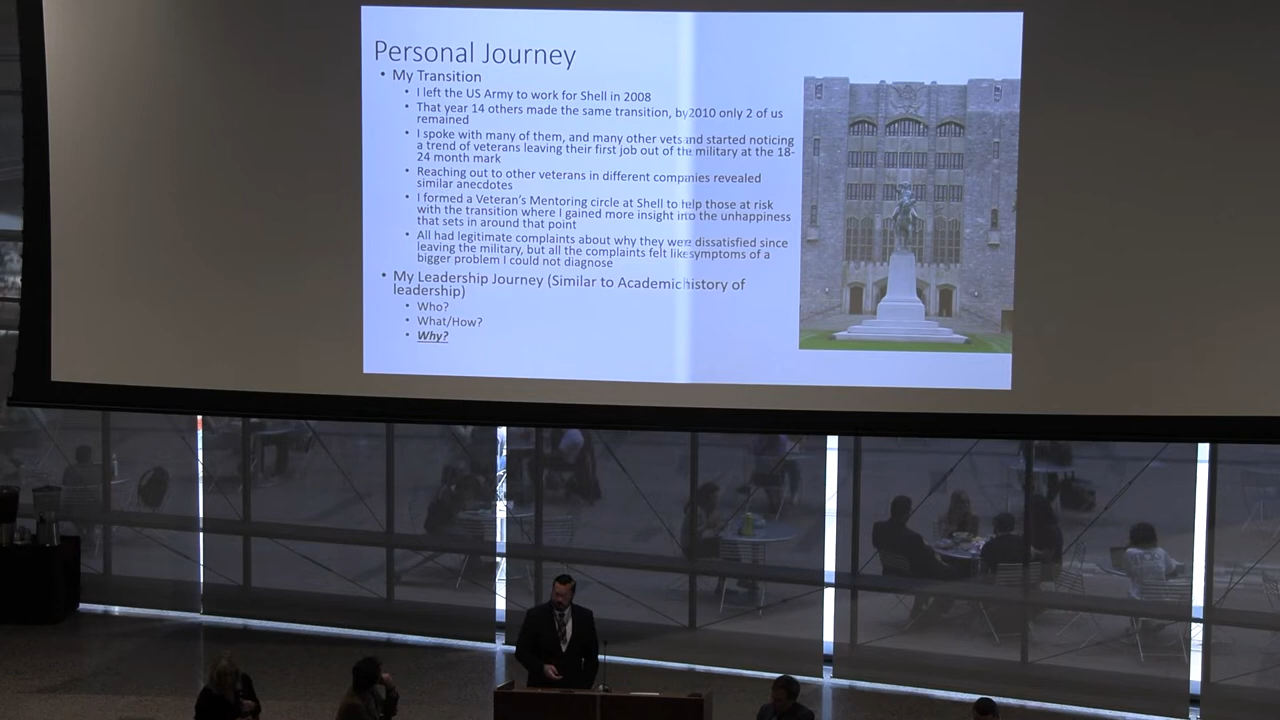 Personal Journey
• My Transition
• I left the US Army to work for Shell in 2008
• That year 14 others made the same transition, by2010 only 2 of us
remained
• I spoke with many of them, and many other vets and started noticing
a trend of veterans leaving their first job out of the military at the 18-
24 month mark
• Reaching out to other veterans in different companies revealed
similar anecdotes
• I formed a Veteran's Mentoring circle at Shell to help those at risk
with the transition where I gained more insight into the unhappiness
that sets in around that point
• All had legitimate complaints about why they were dissatisfied since
leaving the military, but all the complaints felt like symptoms of a
bigger problem I could not diagnose
• My Leadership Journey (Similar to Academic history of
leadership)
• Who?
• What/How?
• Why?